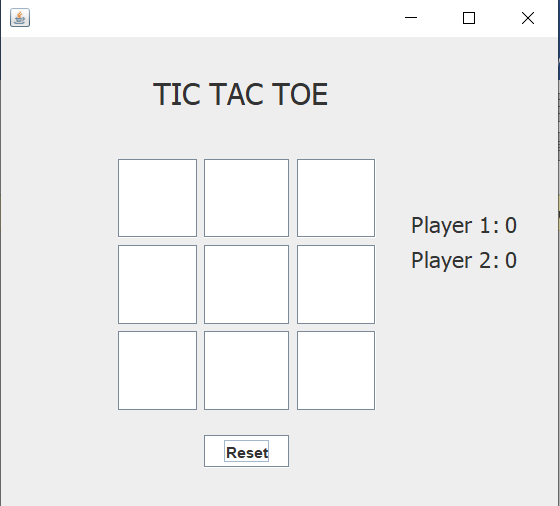 TIC TAC TOE
Player 1: 0
Player 2: 0
Reset